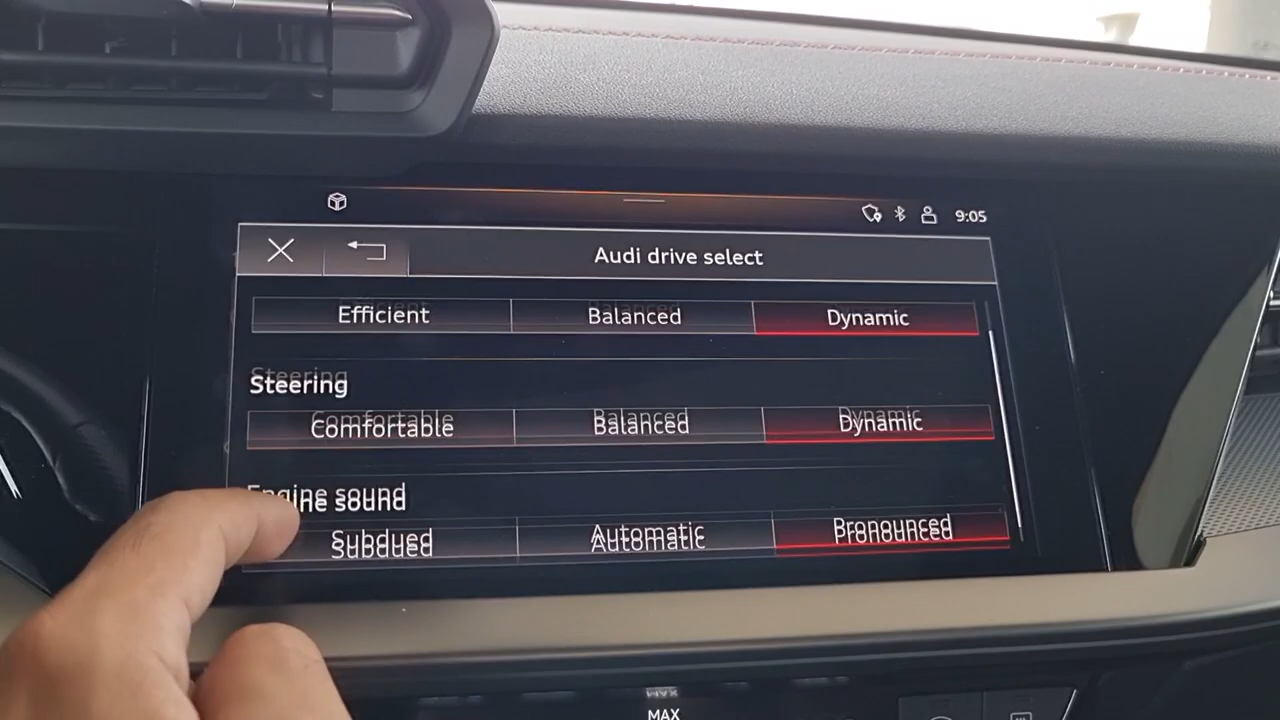 9:05
Audi drive select
Efficient Balanced Dynamic
Steering
Comfortable Balanced Dynamic
Engine sound
Subdued Automatic Pronounced
MAX